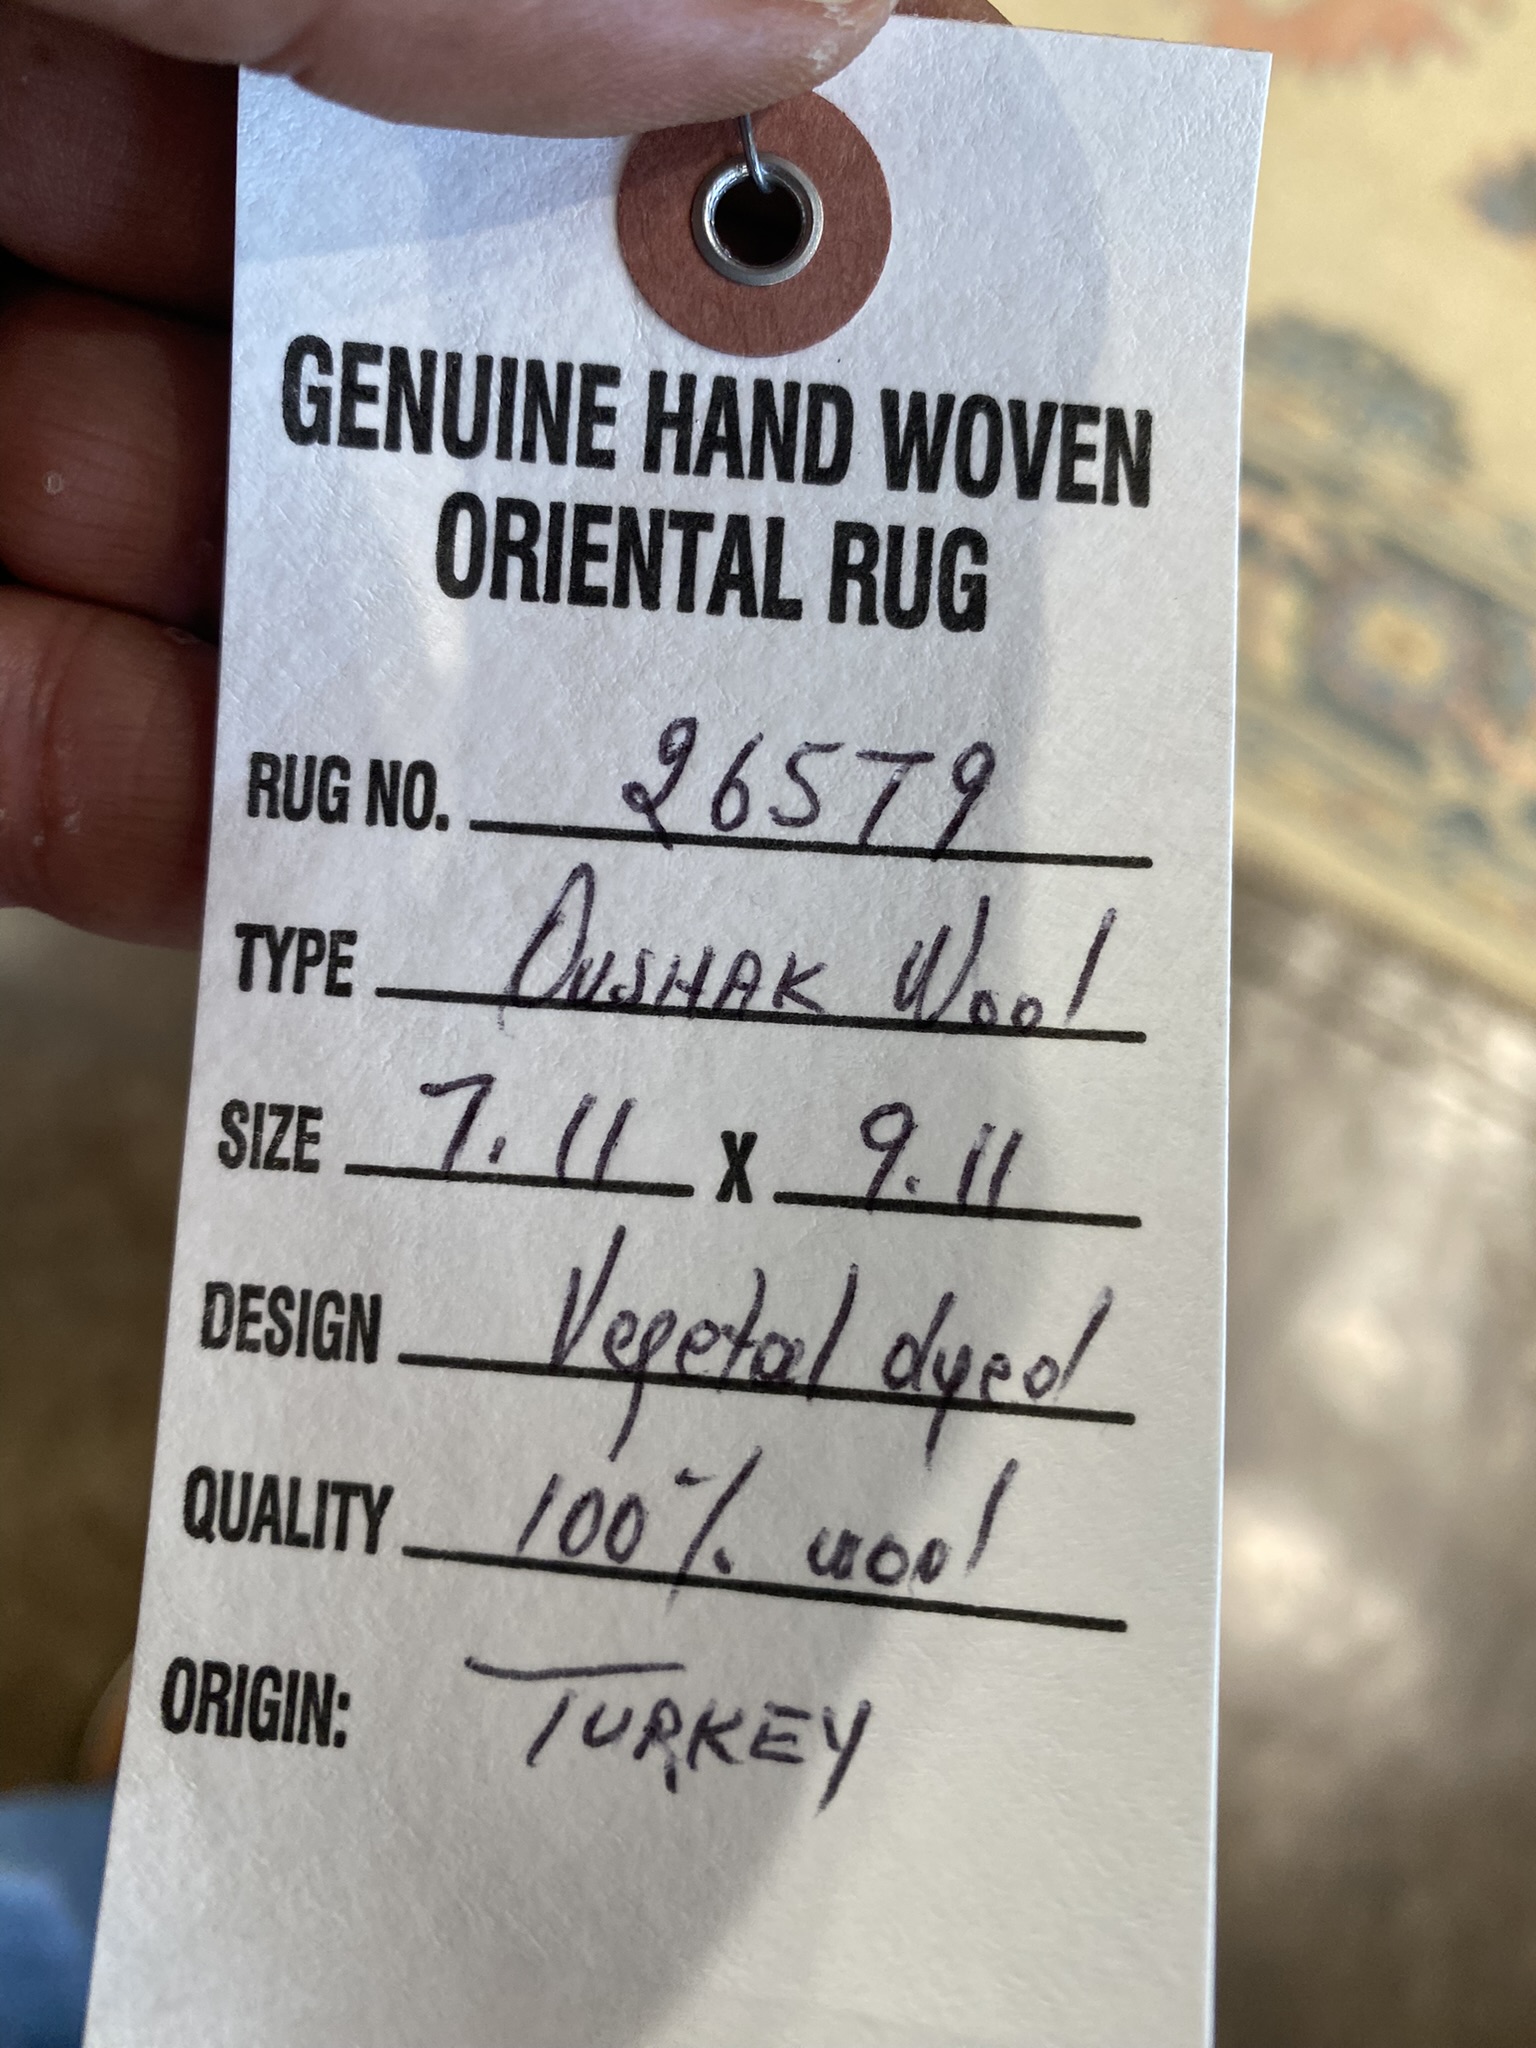 GENUINE HAND WOVEN
ORIENTAL RUG
RUG NO. 26579
TYPE OUSHAK Wool
SIZE 7.11 X 9.11
DESIGN Vegetal dyed
QUALITY 100% wool
ORIGIN: TURKEY